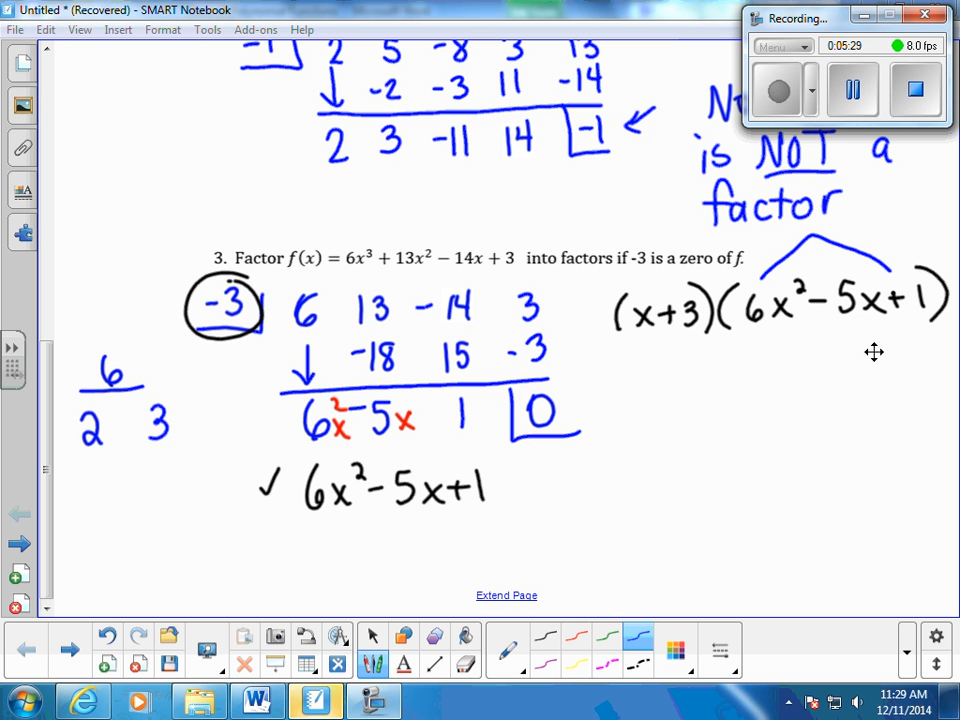 Untitled * (Recovered) - SMART Notebook
File Edit View Insert Format Tools Add-ons Help
Recording...
Menu
0:05:29
8.0 fps
-1 2 5 -8 3 13
↓ -2 -3 11 -14
2 3 -11 14 -1 ←
is NOT a
factor
3. Factor f(x) = 6x³ + 13x² − 14x + 3 into factors if -3 is a zero of f.
-3 6 13 -14 3
(x+3)(6x²-5x+1)
↓ -18 15 -3
6
2 3
6x²-5x 1 0
✓ 6x²-5x+1
Extend Page
11:29 AM
12/11/2014